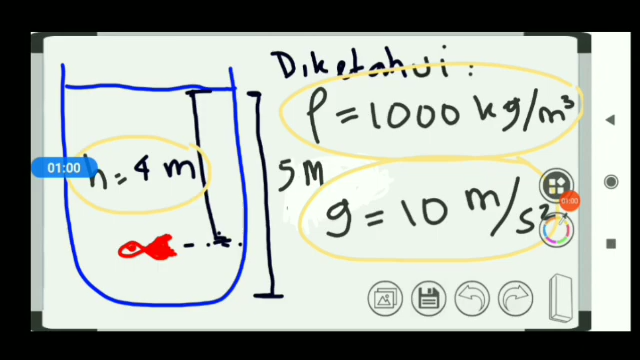 Diketahui :
ρ = 1000 kg/m³
01:00
h = 4 m
5 M
01:00
g = 10 m/s²